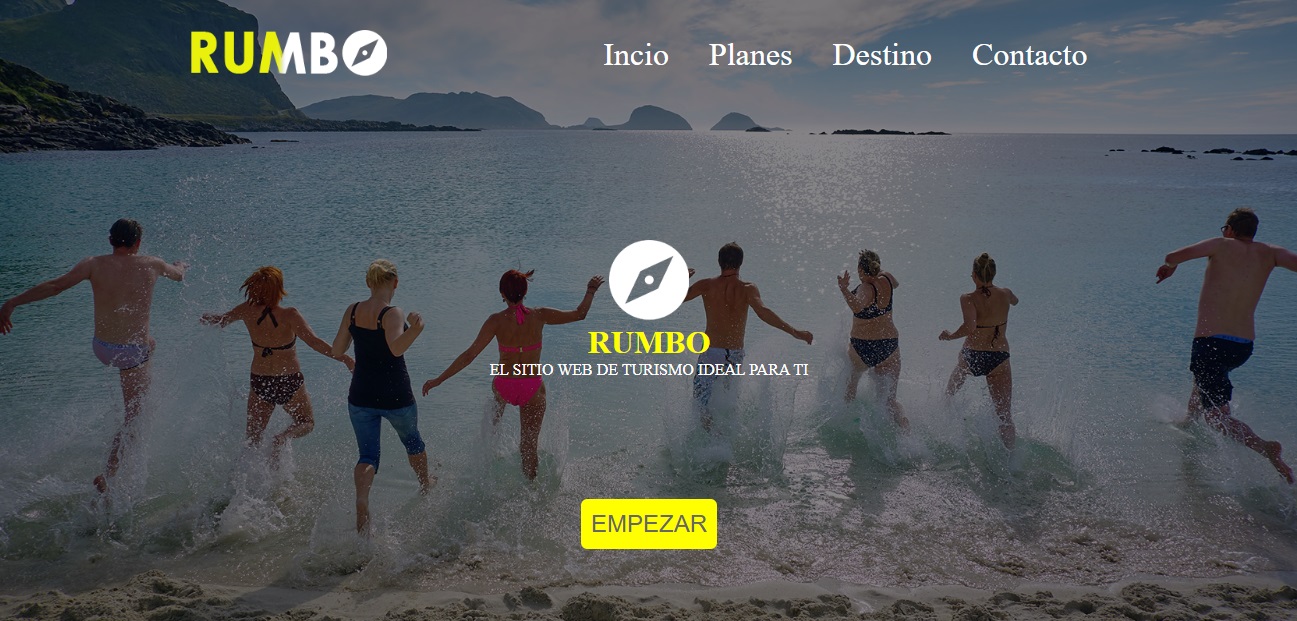 RUMBO
Incio Planes Destino Contacto
RUMBO
EL SITIO WEB DE TURISMO IDEAL PARA TI
EMPEZAR